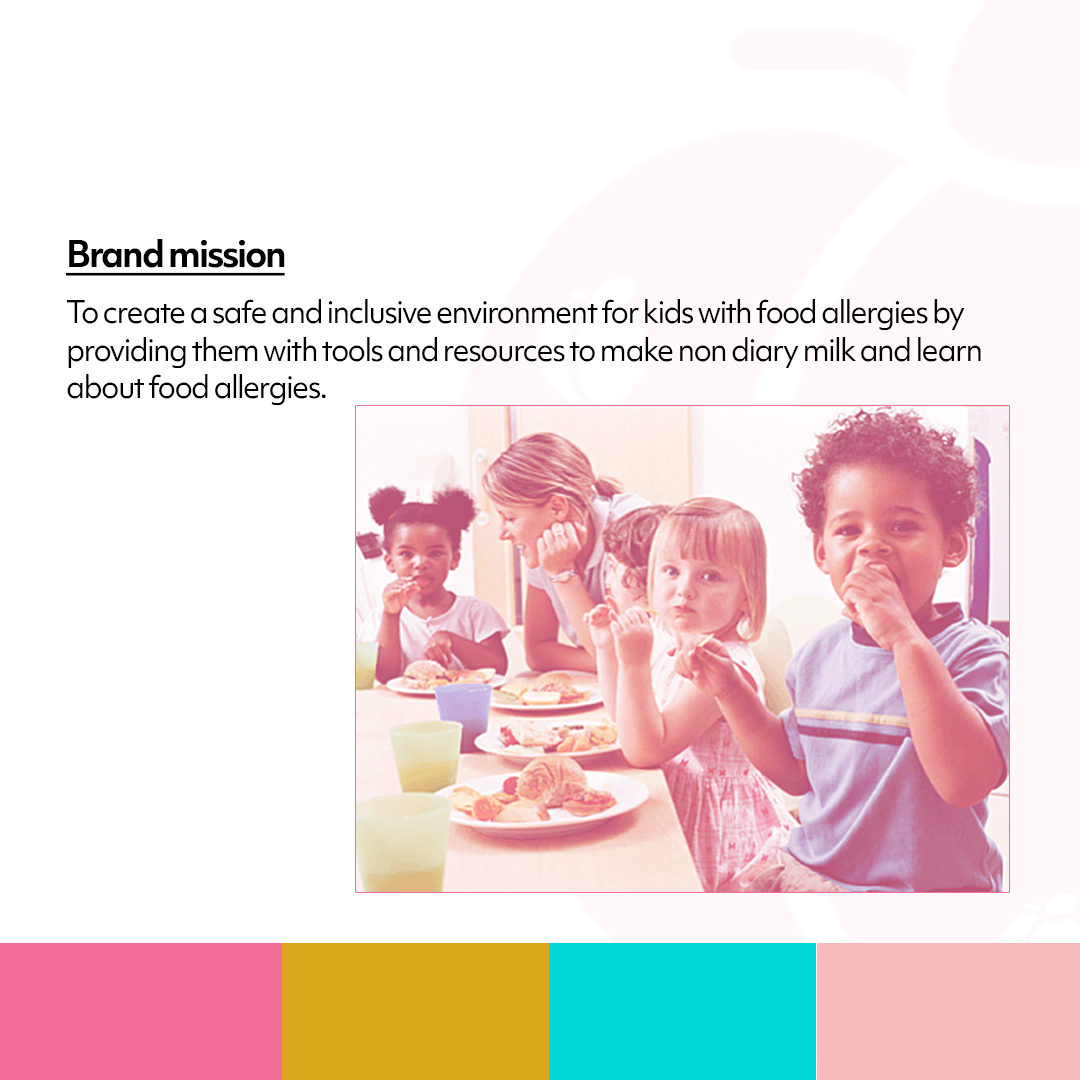 Brand mission
To create a safe and inclusive environment for kids with food allergies by
providing them with tools and resources to make non diary milk and learn
about food allergies.